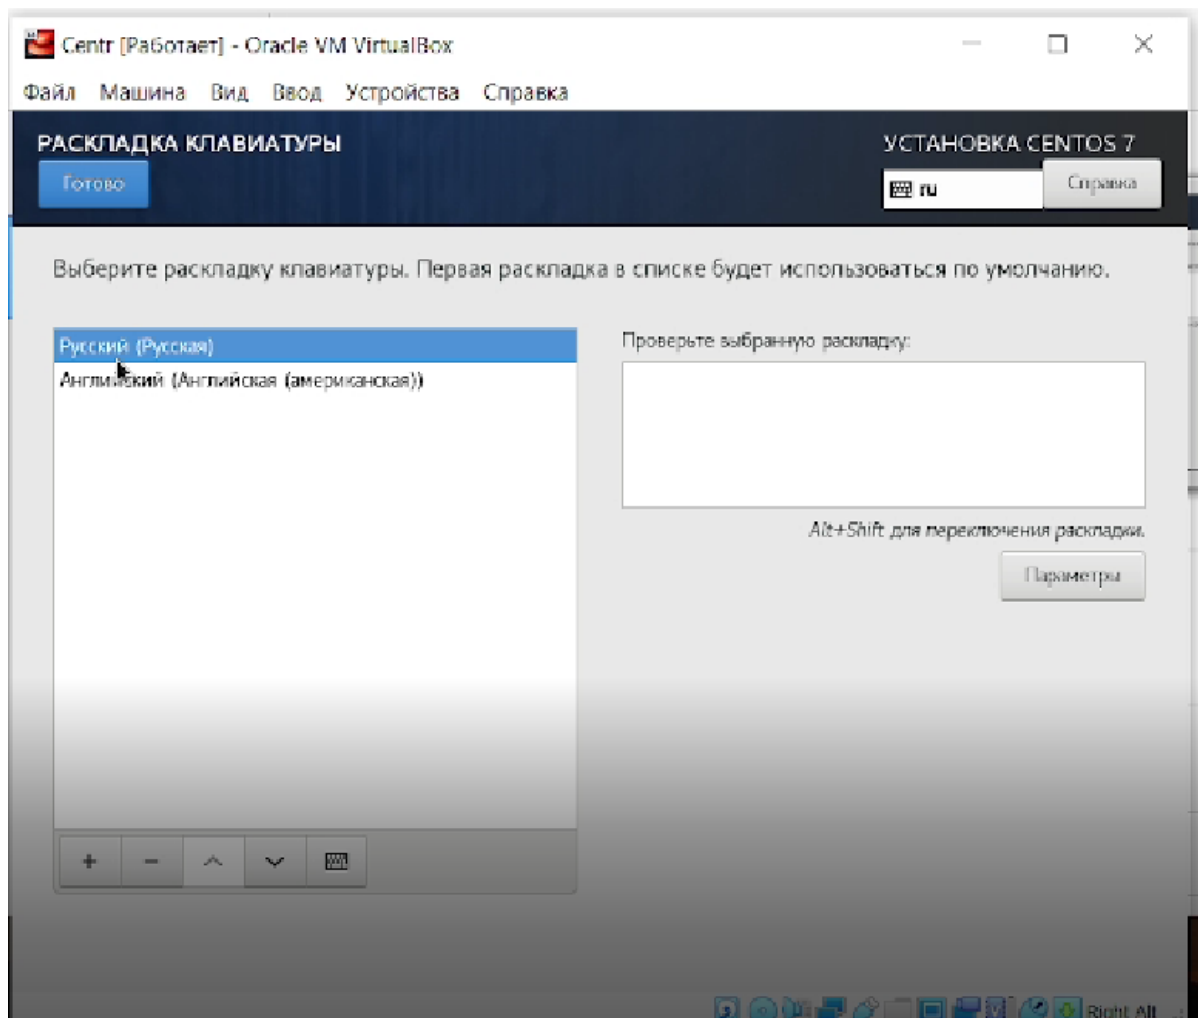 Centr [Работает] - Oracle VM VirtualBox
Файл Машина Вид Ввод Устройства Справка
РАСКЛАДКА КЛАВИАТУРЫ
УСТАНОВКА CENTOS 7
Готово
ru
Справка
Выберите раскладку клавиатуры. Первая раскладка в списке будет использоваться по умолчанию.
Русский (Русская)
Английский (Английская (американская))
Проверьте выбранную раскладку:
Alt+Shift для переключения раскладки.
Параметры
Right Alt